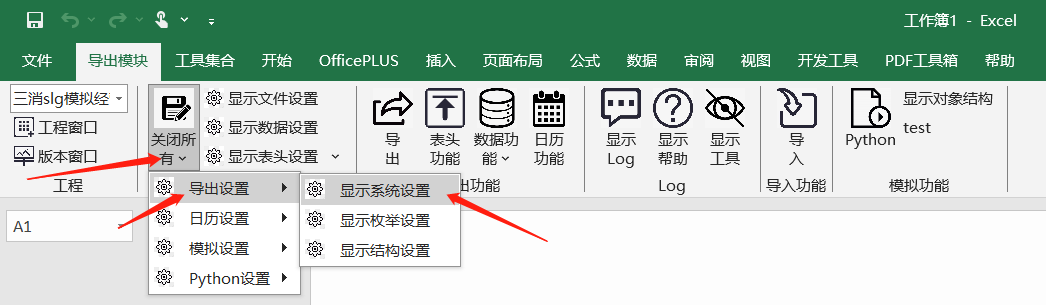 工作簿1 - Excel
文件 导出模块 工具集合 开始 OfficePLUS 插入 页面布局 公式 数据 审阅 视图 开发工具 PDF工具箱 帮助
三消slg模拟经
工程窗口
版本窗口
工程
关闭所
有
显示文件设置
显示数据设置
显示表头设置
导
出
表头
功能
数据功
能
日历
功能
出功能
显示
Log
显示
帮助
显示
工具
Log
导
入
导入功能
Python
显示对象结构
test
模拟功能
导出设置
日历设置
模拟设置
Python设置
显示系统设置
显示枚举设置
显示结构设置
A1